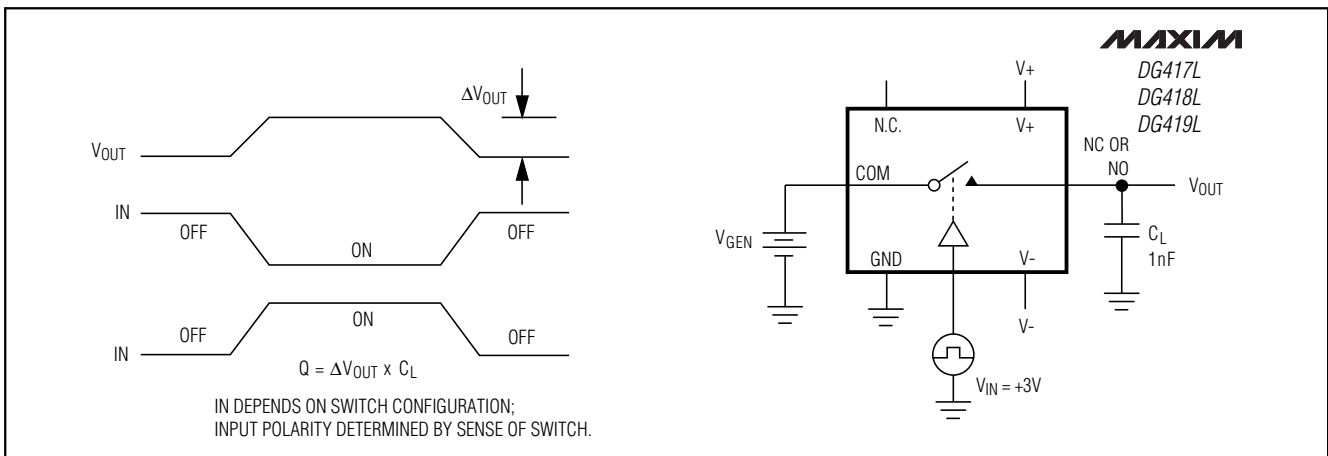 ΔVOUT
VOUT
IN
OFF
ON
OFF
IN
OFF
ON
OFF
Q = ΔVOUT x CL
IN DEPENDS ON SWITCH CONFIGURATION;
INPUT POLARITY DETERMINED BY SENSE OF SWITCH.
MAXIM
DG417L
DG418L
DG419L
V+
N.C.
V+
NC OR
NO
COM
VOUT
VGEN
CL
1nF
GND
V-
V-
VIN = +3V